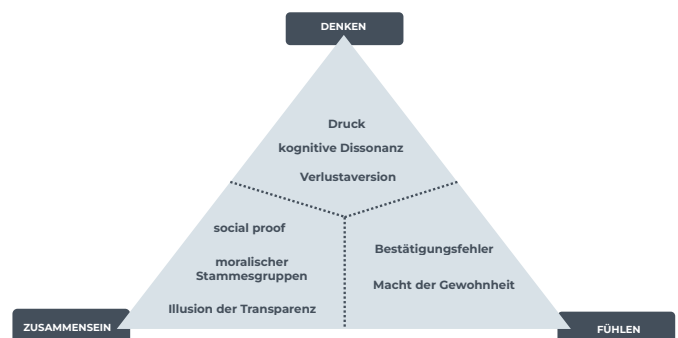 DENKEN
Druck
kognitive Dissonanz
Verlustaversion
social proof
moralischer
Stammesgruppen
Illusion der Transparenz
Bestätigungsfehler
Macht der Gewohnheit
ZUSAMMENSEIN
FÜHLEN